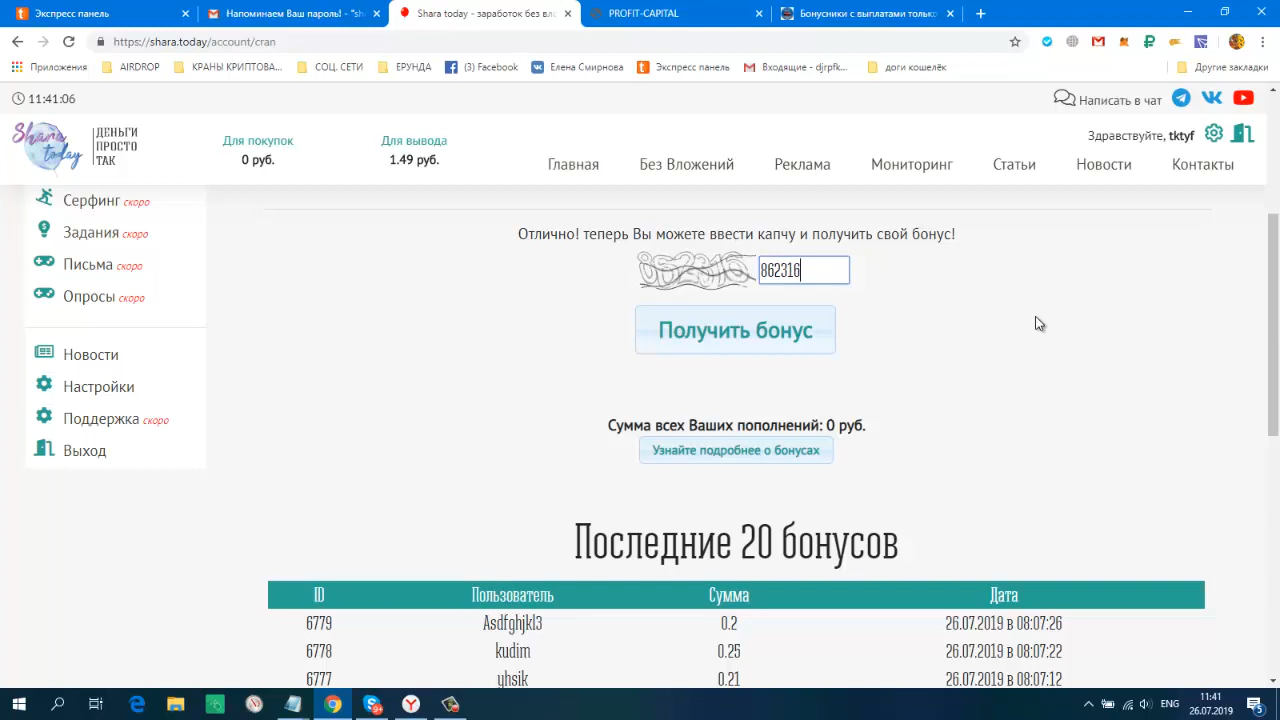 Экспресс панель
Напоминаем Ваш пароль! - "sh
Shara today - заработок без вло
PROFIT-CAPITAL
Бонусники с выплатами только
https://shara.today/account/cran
Приложения
AIRDROP
КРАНЫ КРИПТОВА...
СОЦ. СЕТИ
ЕРУНДА
(3) Facebook
Елена Смирнова
Экспресс панель
Входящие - djrpfk...
доги кошелёк
Другие закладки
11:41:06
Написать в чат
Shara today
ДЕНЬГИ
ПРОСТО
ТАК
Для покупок
0 руб.
Для вывода
1.49 руб.
Здравствуйте, tktyf
Главная
Без Вложений
Реклама
Мониторинг
Статьи
Новости
Контакты
Серфинг скоро
Задания скоро
Письма скоро
Опросы скоро
Новости
Настройки
Поддержка скоро
Выход
Отлично! теперь Вы можете ввести капчу и получить свой бонус!
862316
Получить бонус
Сумма всех Ваших пополнений: 0 руб.
Узнайте подробнее о бонусах
Последние 20 бонусов
ID Пользователь Сумма Дата
6779 Asdfghjkl3 0.2 26.07.2019 в 08:07:26
6778 kudim 0.25 26.07.2019 в 08:07:22
6777 yhsik 0.21 26.07.2019 в 08:07:12
ENG
11:41
26.07.2019